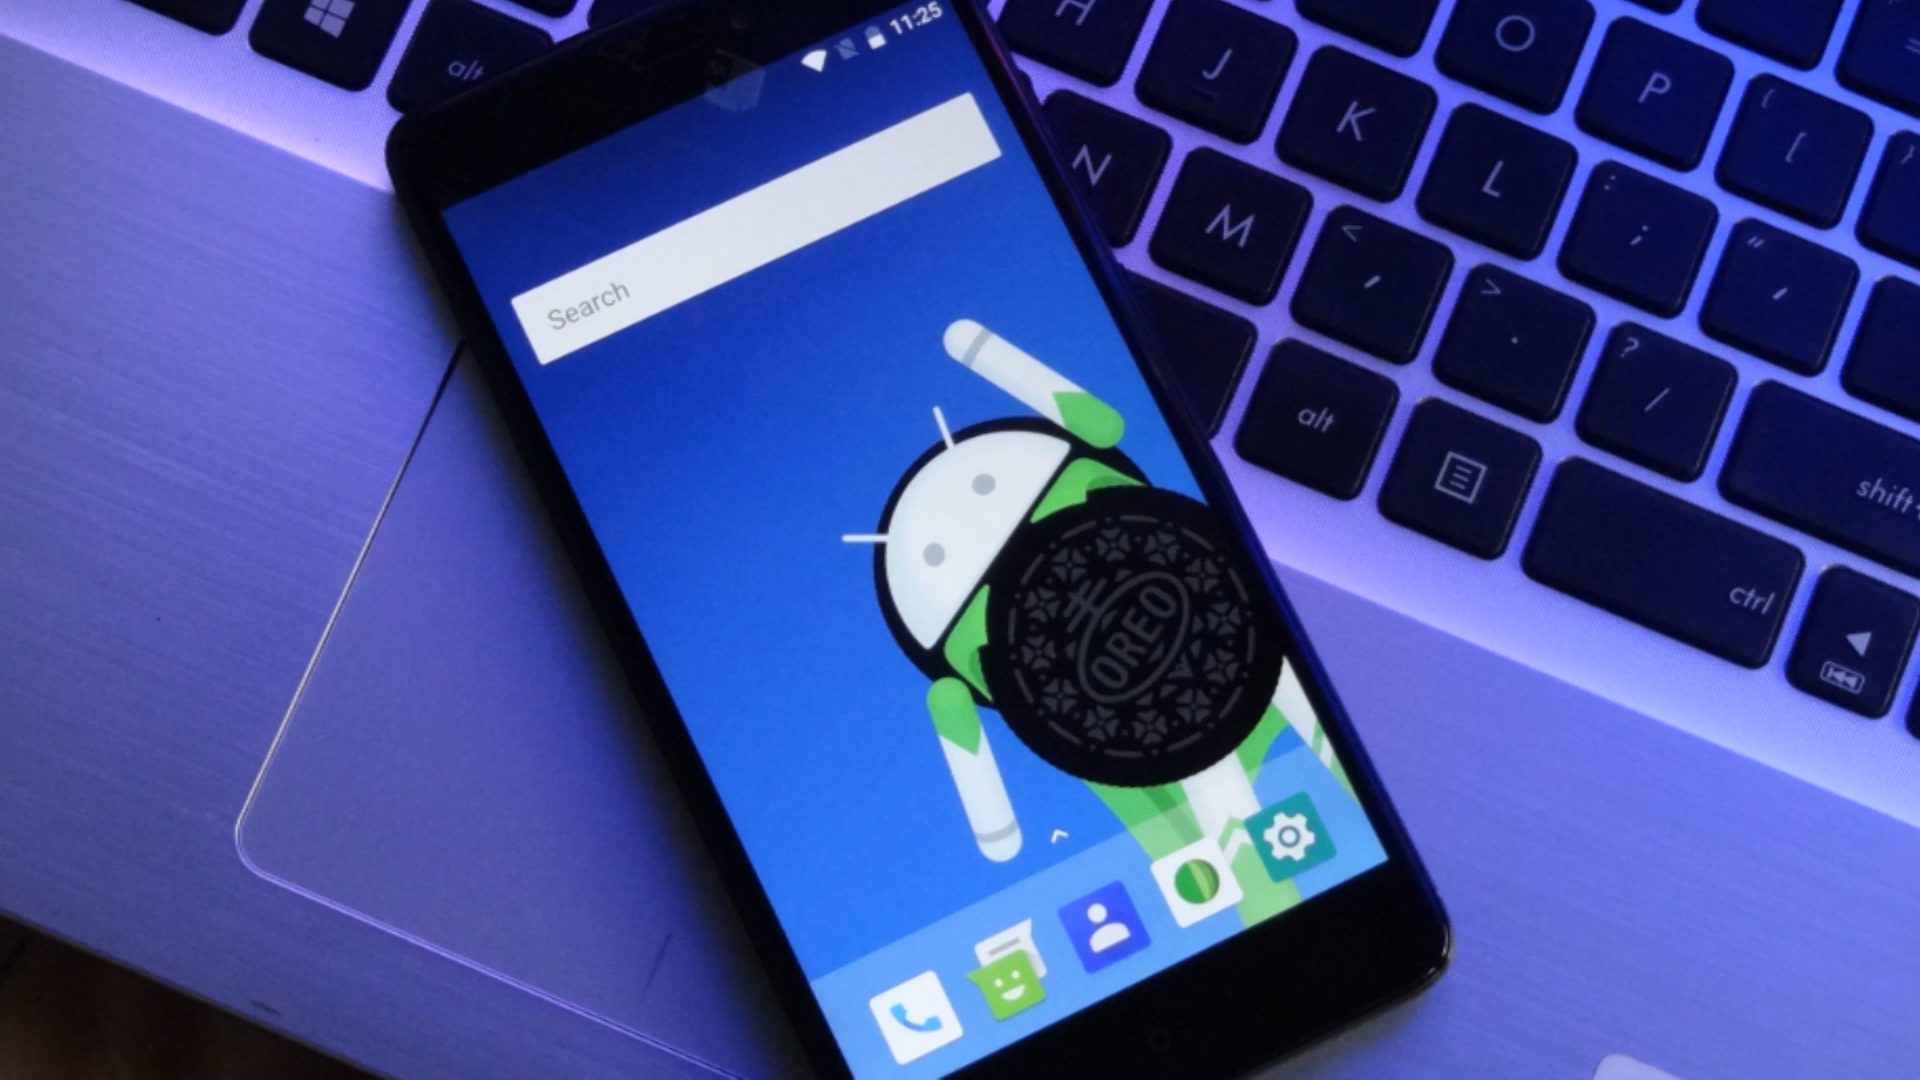 11:25
Search
OREO
alt
H
J
K
L
O
P
{
[
}
N
M
<
,
>
.
:
;
"
'
?
/
alt
shift
ctrl